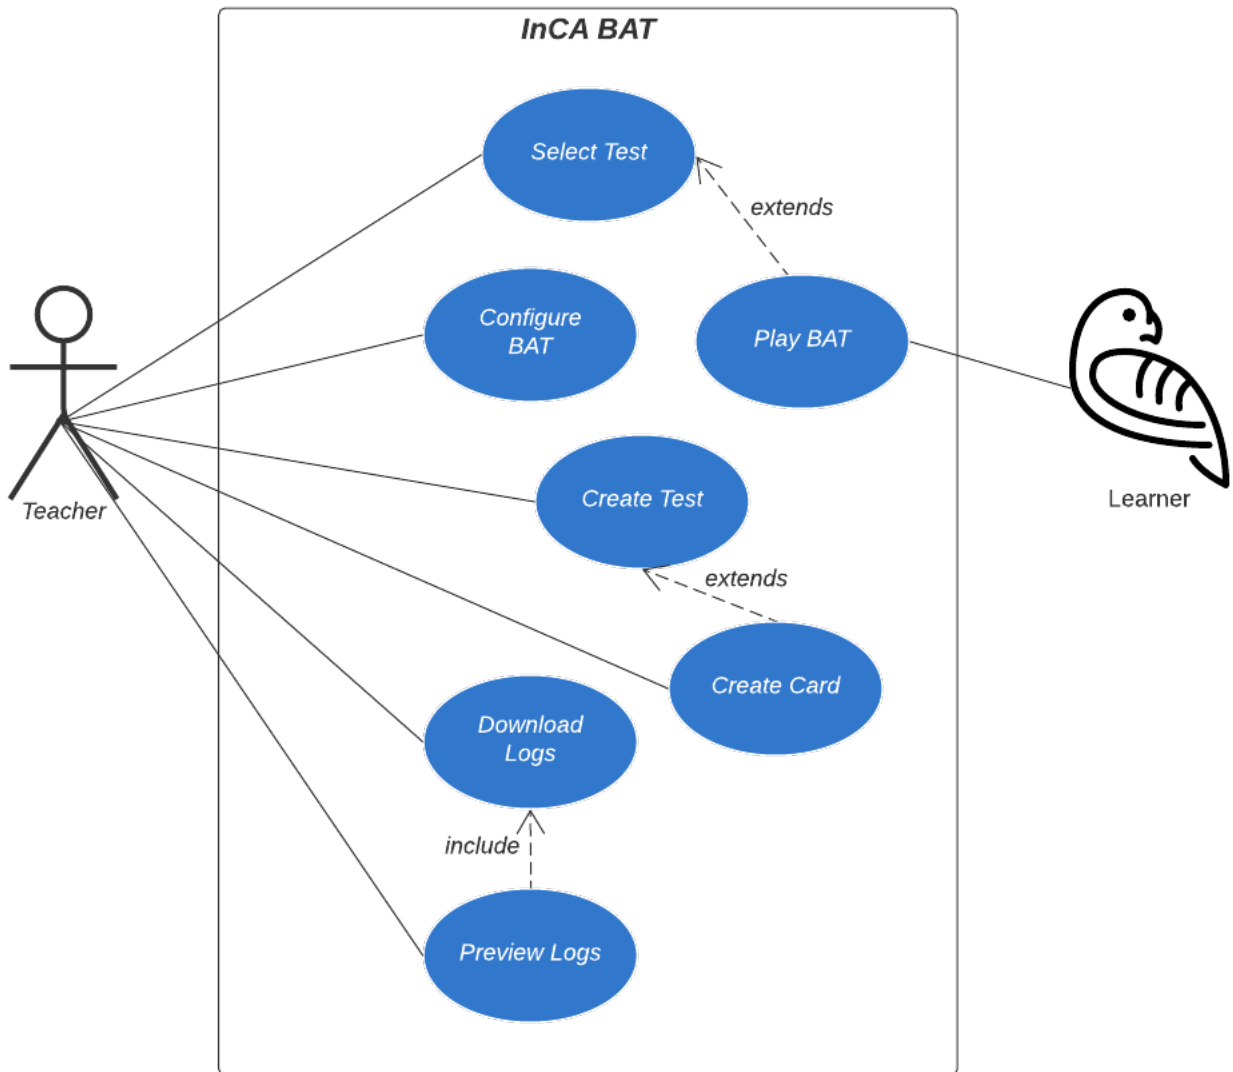 InCA BAT
Select Test
extends
Configure
BAT
Play BAT
Create Test
Teacher
Learner
extends
Create Card
Download
Logs
include
Preview Logs